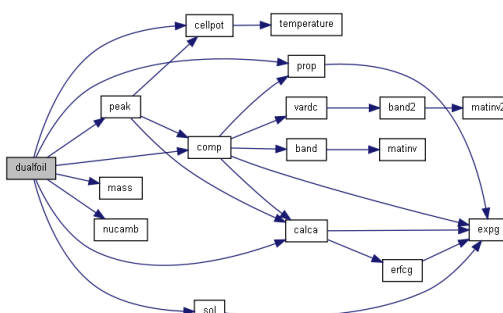 cellpot
temperature
prop
peak
vardc
band2
matinv2
comp
band
matinv
dualfoil
mass
nucamb
calca
expg
erfcg
sol